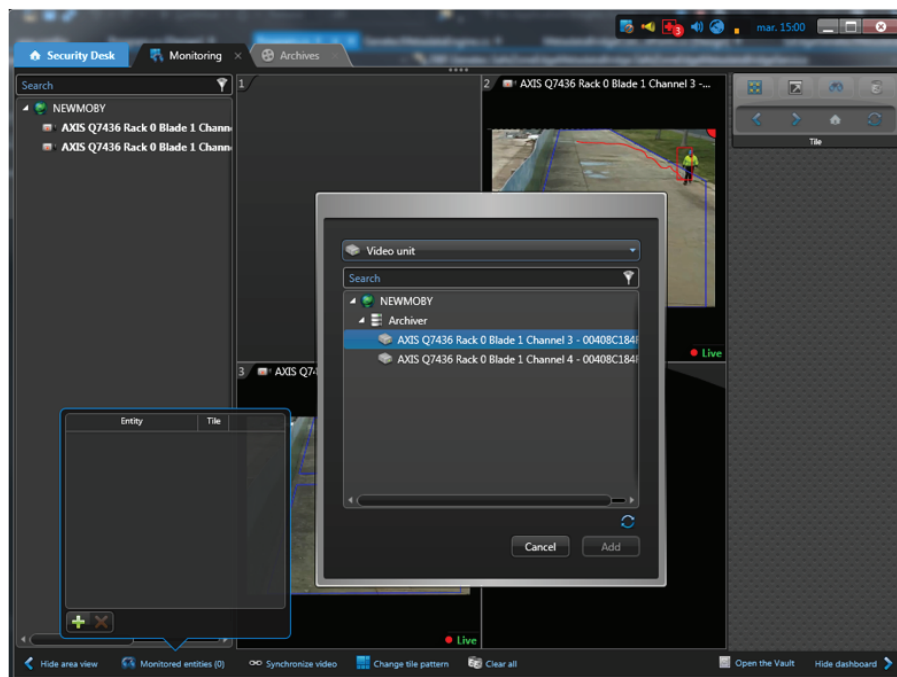 3
mar. 15:00
Security Desk
Monitoring
Archives
Search
NEWMOBY
AXIS Q7436 Rack 0 Blade 1 Chann
AXIS Q7436 Rack 0 Blade 1 Chann
1
2 AXIS Q7436 Rack 0 Blade 1 Channel 3 -...
Tile
Live
3 AXIS Q74
Video unit
Search
NEWMOBY
Archiver
AXIS Q7436 Rack 0 Blade 1 Channel 3 - 00408C184
AXIS Q7436 Rack 0 Blade 1 Channel 4 - 00408C184
Cancel Add
Entity Tile
Live
Hide area view Monitored entities (0) Synchronize video Change tile pattern Clear all Open the Vault Hide dashboard